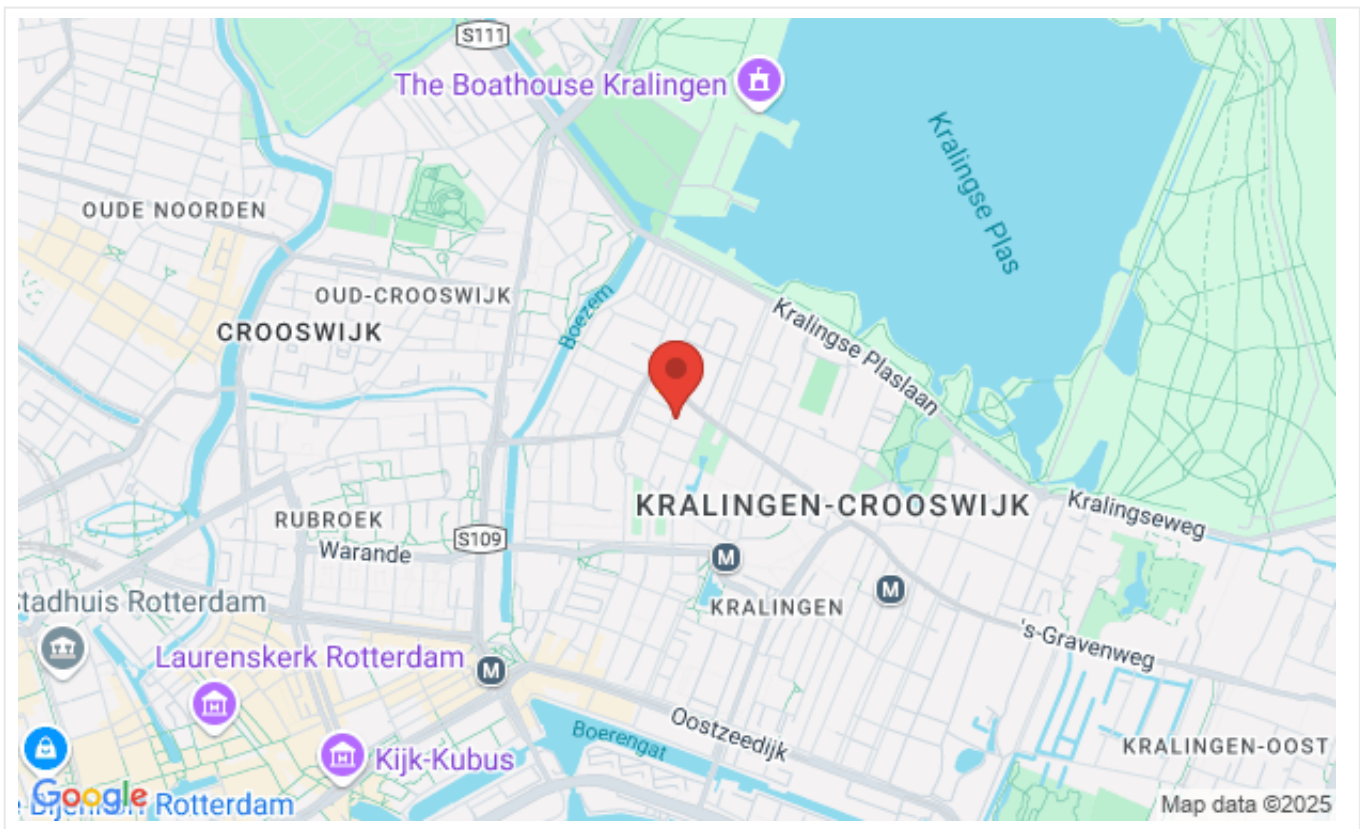 S111
The Boathouse Kralingen
Kralingse Plas
OUDE NOORDEN
OUD-CROOSWIJK
Boezem
CROOSWIJK
Kralingse Plaslaan
KRALINGEN-CROOSWIJK
Kralingseweg
RUBROEK
S109
Warande
M
M
tadhuis Rotterdam
KRALINGEN
's-Gravenweg
Laurenskerk Rotterdam
M
Oostzeedijk
Boerengat
KRALINGEN-OOST
Kijk-Kubus
Google
Rotterdam
Map data ©2025